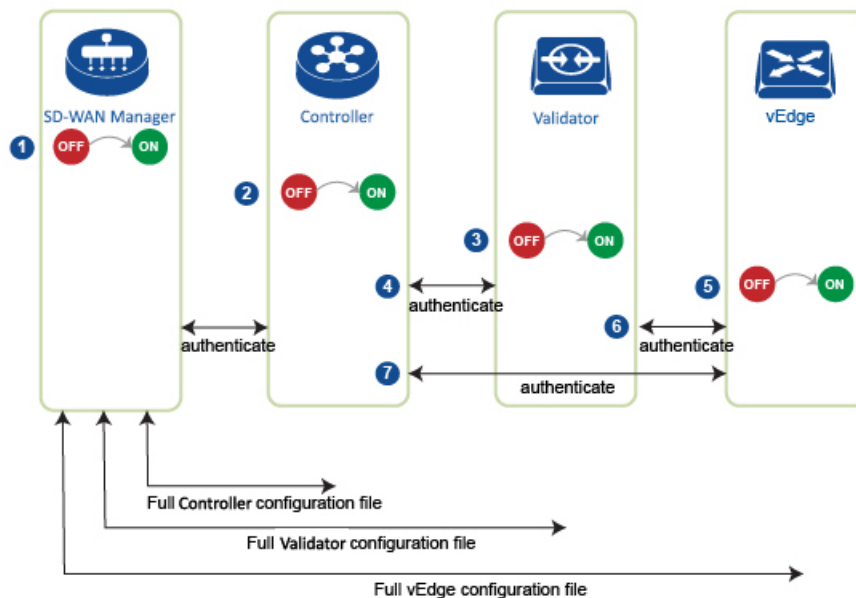 SD-WAN Manager
Controller
Validator
vEdge
1
OFF
ON
2
OFF
ON
3
OFF
ON
4
authenticate
5
OFF
ON
authenticate
6
authenticate
7
authenticate
Full Controller configuration file
Full Validator configuration file
Full vEdge configuration file